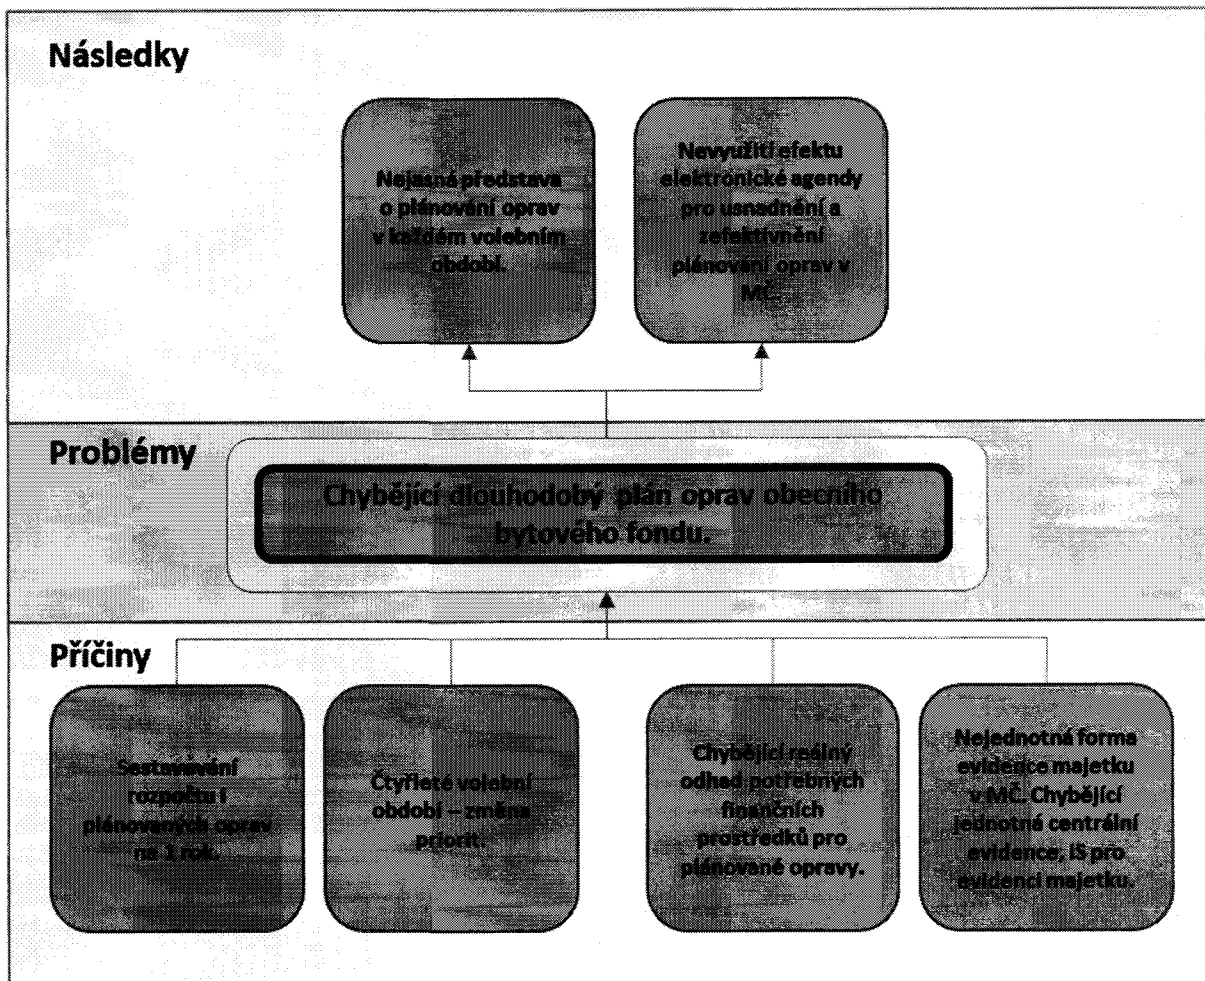 Následky
Nejasná představa
o plánování oprav
v každém volebním
období.
Nevyužití efektu
elektronické agendy
pro usnadnění a
zefektivnění
plánování oprav v
MČ.
Problémy
Chybějící dlouhodobý plán oprav obecního
bytového fondu.
Příčiny
Sestavování
rozpočtu i
plánovaných oprav
na 1 rok.
Čtyřleté volební
období – změna
priorit.
Chybějící reálný
odhad potřebných
finančních
prostředků pro
plánované opravy.
Nejednotná forma
evidence majetku
v MČ. Chybějící
jednotná centrální
evidence, IS pro
evidenci majetku.